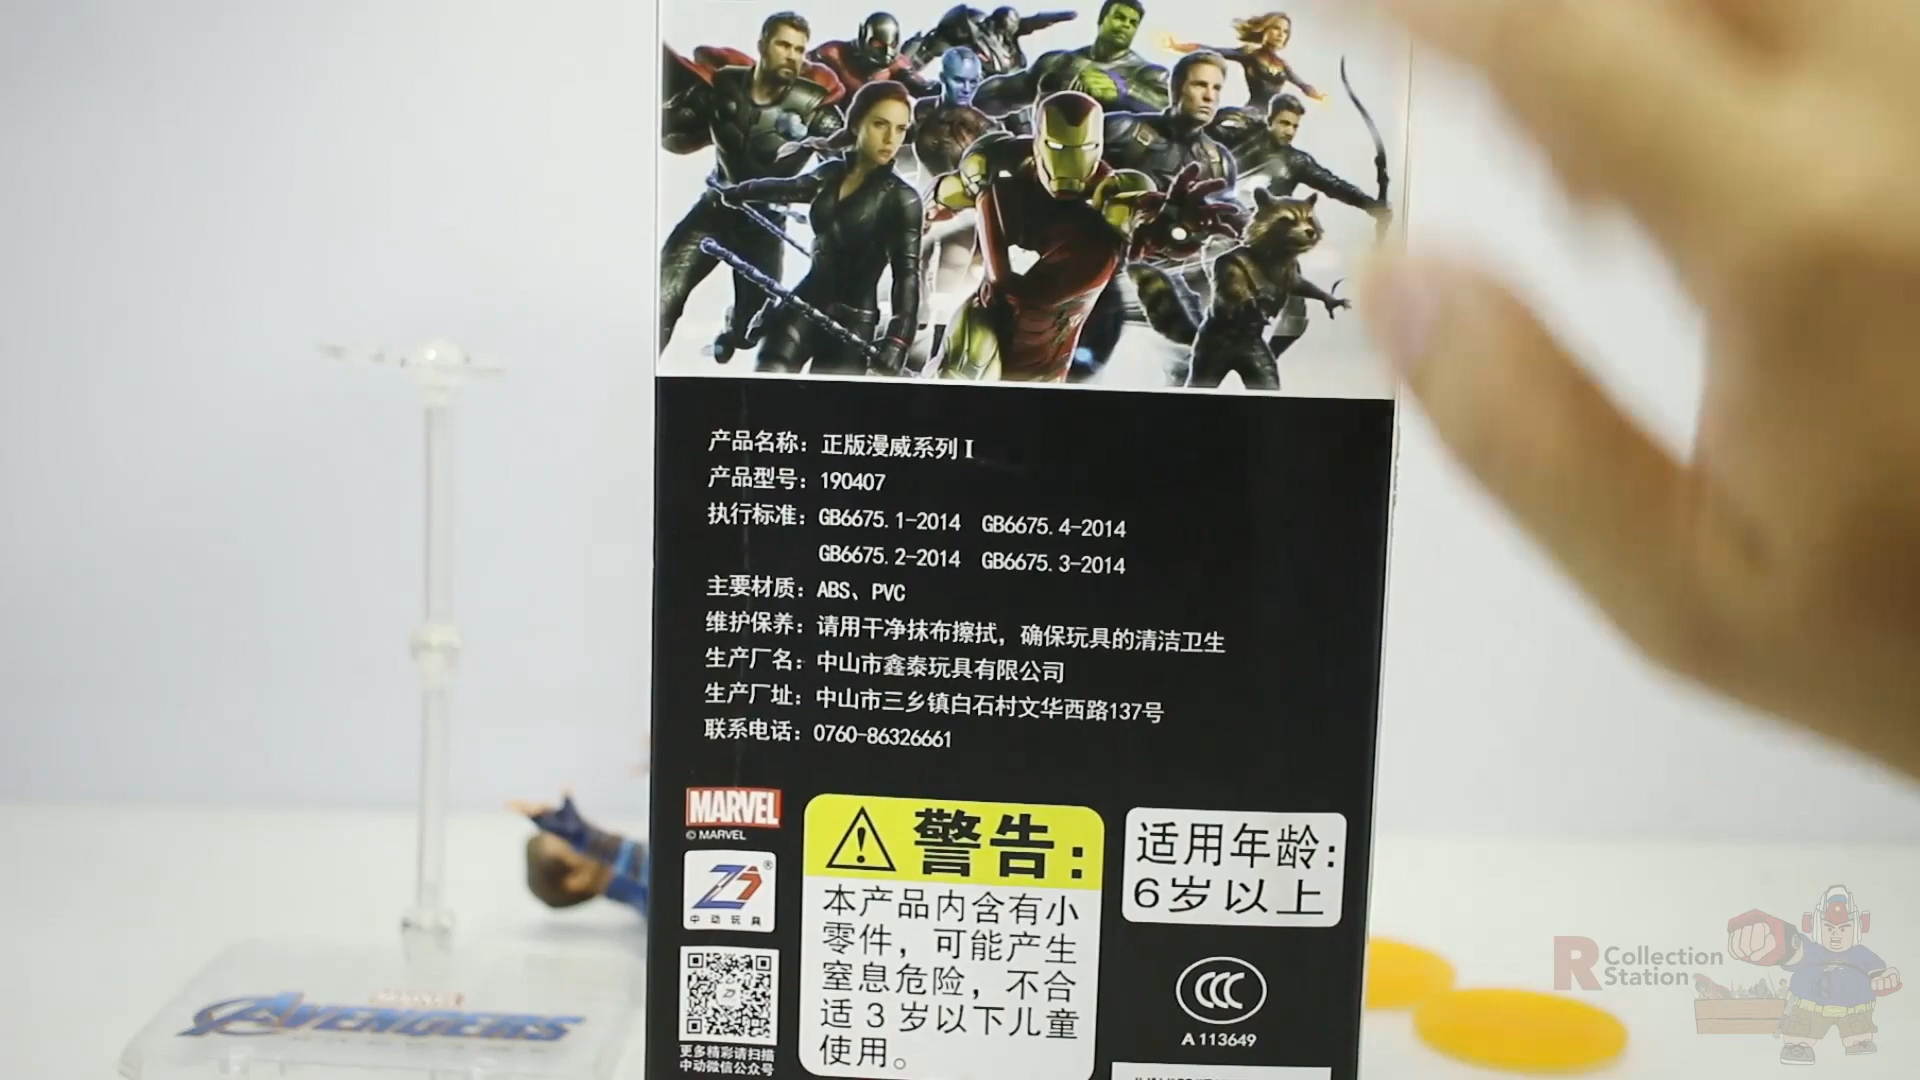 产品名称：正版漫威系列 I
产品型号：190407
执行标准：GB6675.1-2014 GB6675.4-2014
GB6675.2-2014 GB6675.3-2014
主要材质：ABS、PVC
维护保养：请用干净抹布擦拭，确保玩具的清洁卫生
生产厂名：中山市鑫泰玩具有限公司
生产厂址：中山市三乡镇白石村文华西路137号
联系电话：0760-86326661
MARVEL
© MARVEL
ZD®
中动玩具
更多精彩请扫描
中动微信公众号
警告：
本产品内含有小
零件，可能产生
窒息危险，不合
适3岁以下儿童
使用。
适用年龄：
6岁以上
CCC
A 113649
MARVEL
AVENGERS
R Collection
Station